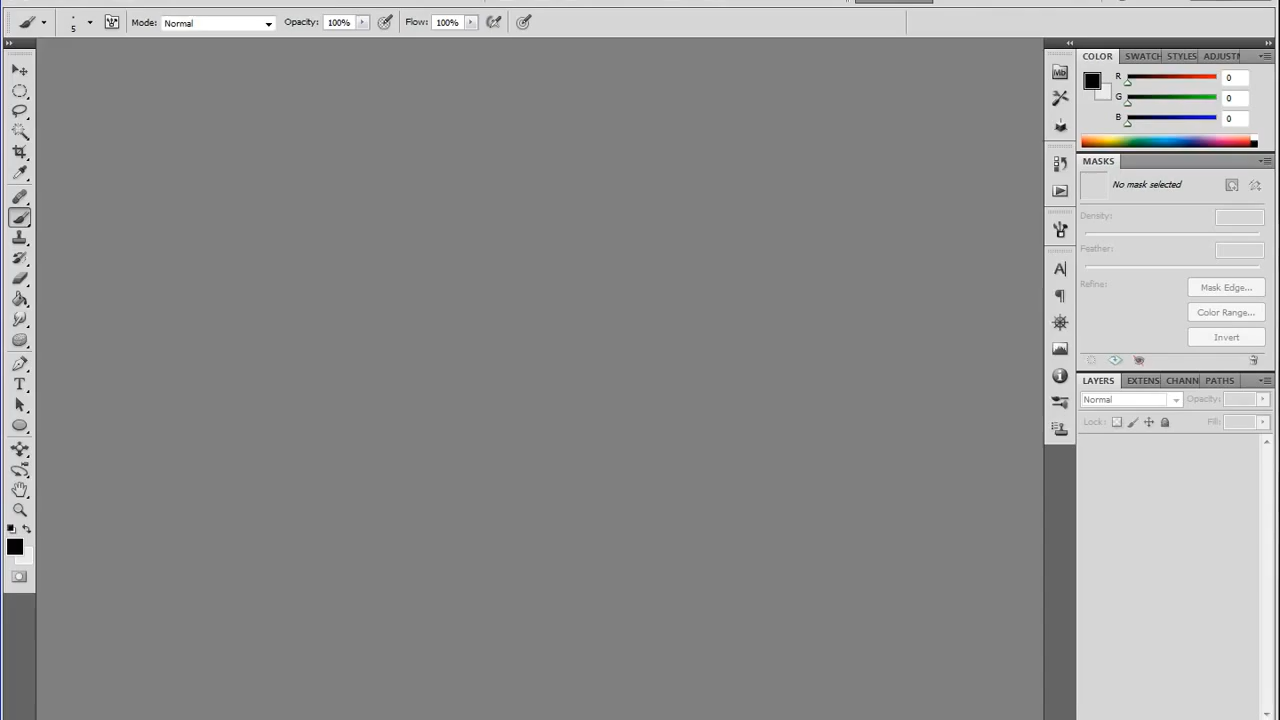 5 Mode: Normal Opacity: 100% Flow: 100%
COLOR SWATCH STYLES ADJUSTM
R 0
G 0
B 0
MASKS
No mask selected
Density:
Feather:
Refine: Mask Edge...
Color Range...
Invert
LAYERS EXTENS CHANN PATHS
Normal Opacity:
Lock: Fill:
Mb
A
T